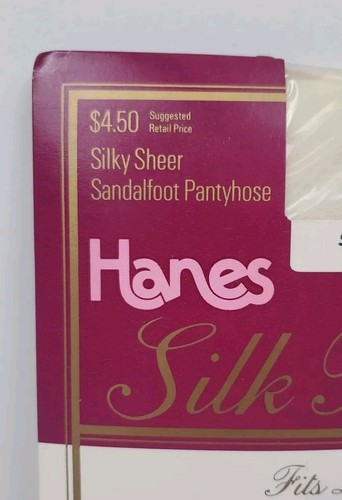 $4.50 Suggested
Retail Price
Silky Sheer
Sandalfoot Pantyhose
Hanes
Silk
Fits